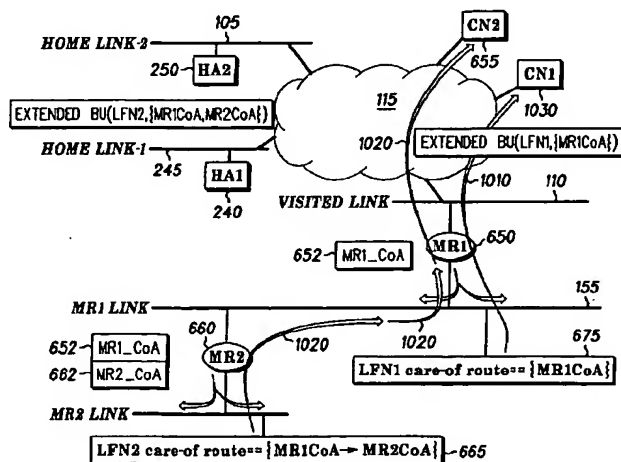 105
CN2
HOME LINK-2
655
250
HA2
CN1
115
1030
EXTENDED BU(LFN2,{MR1CoA,MR2CoA})
1020
EXTENDED BU(LFN1,{MR1CoA})
HOME LINK-1
245
HA1
1010
240
110
VISITED LINK
652
MR1_CoA
MR1
650
MR1 LINK
155
660
1020
1020
675
652
MR1_CoA
MR2
662
MR2_CoA
LFN1 care-of route=={MR1CoA}
MR2 LINK
LFN2 care-of route=={MR1CoA→MR2CoA}
665